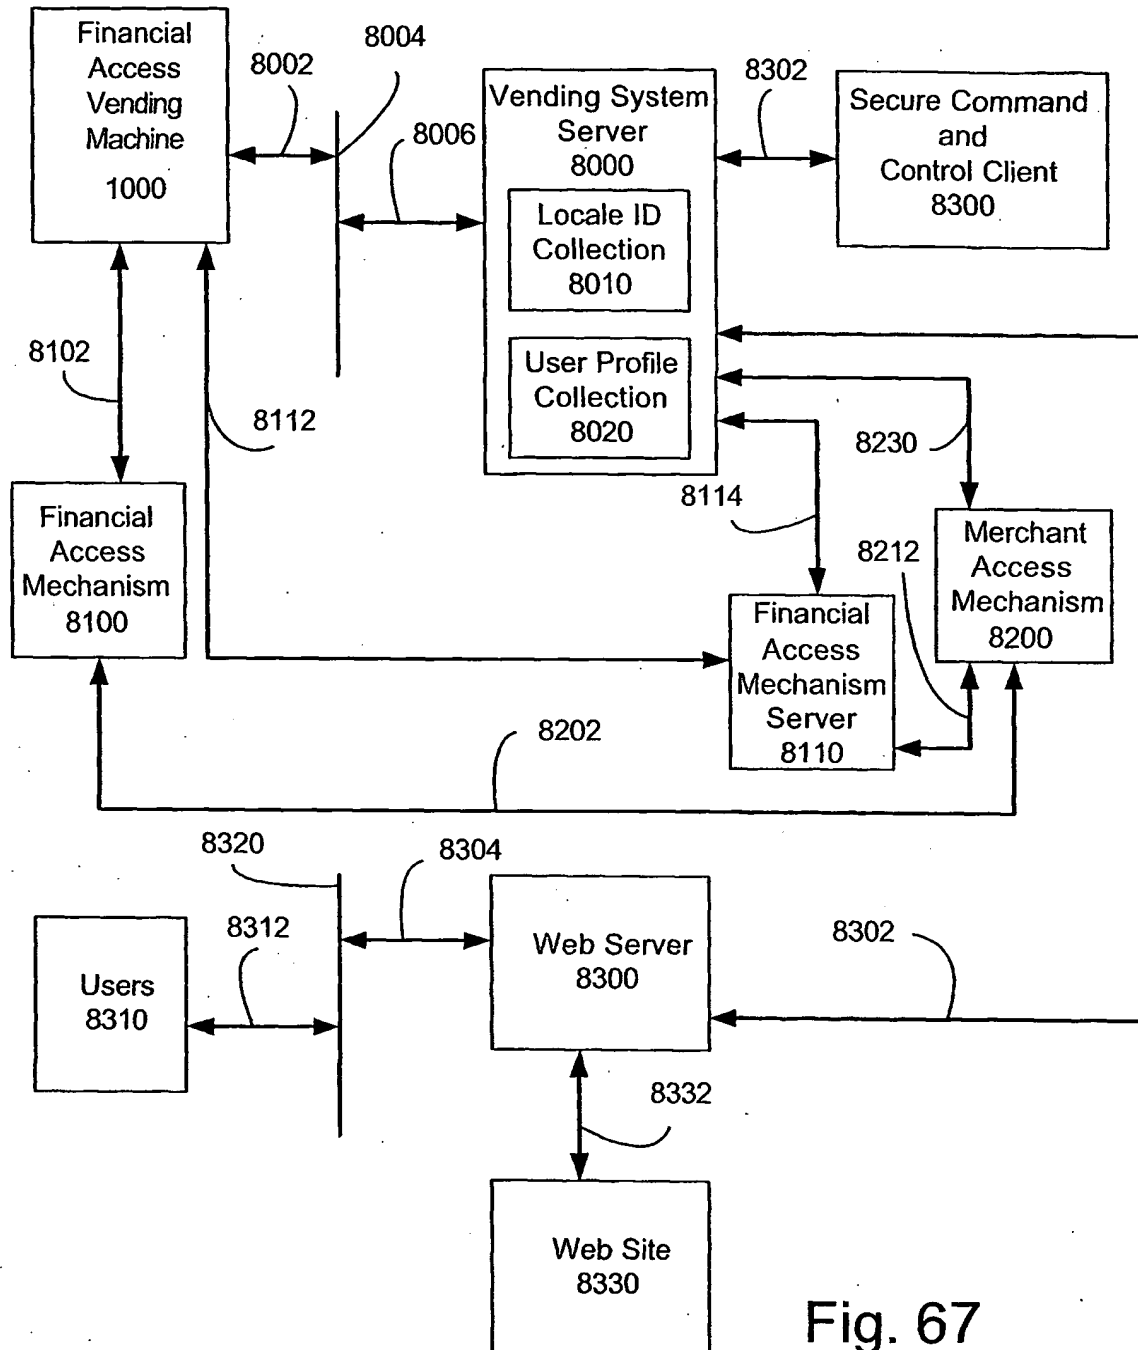 Financial
Access
Vending
Machine
1000
8002
8004
8006
Vending System
Server
8000
Locale ID
Collection
8010
User Profile
Collection
8020
8302
Secure Command
and
Control Client
8300
8102
8112
8230
8114
8212
Financial
Access
Mechanism
8100
Financial
Access
Mechanism
Server
8110
Merchant
Access
Mechanism
8200
8202
8320
8304
8312
Users
8310
Web Server
8300
8302
8332
Web Site
8330
Fig. 67